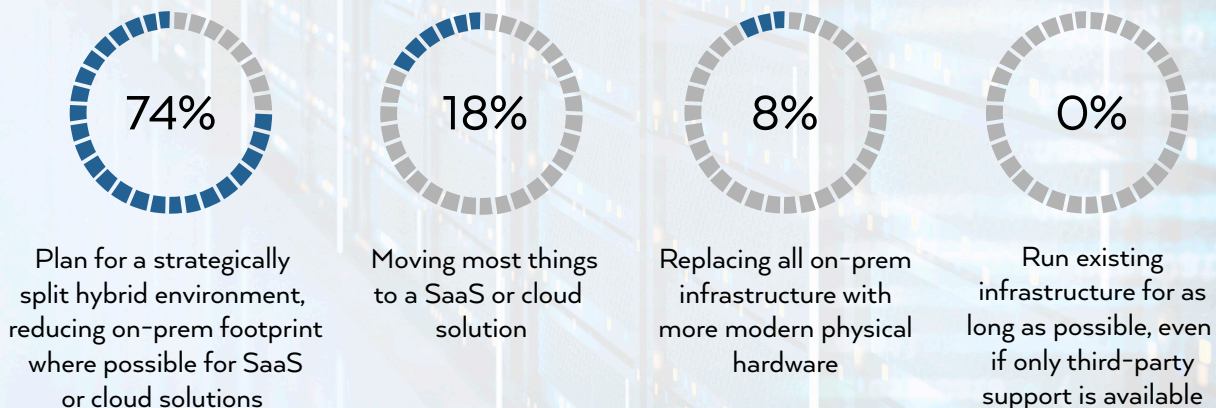 74%
Plan for a strategically
split hybrid environment,
reducing on-prem footprint
where possible for SaaS
or cloud solutions
18%
Moving most things
to a SaaS or cloud
solution
8%
Replacing all on-prem
infrastructure with
more modern physical
hardware
0%
Run existing
infrastructure for as
long as possible, even
if only third-party
support is available